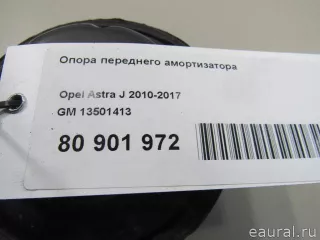 Опора переднего амортизатора
Opel Astra J 2010-2017
GM 13501413
80 901 972
eaural.ru